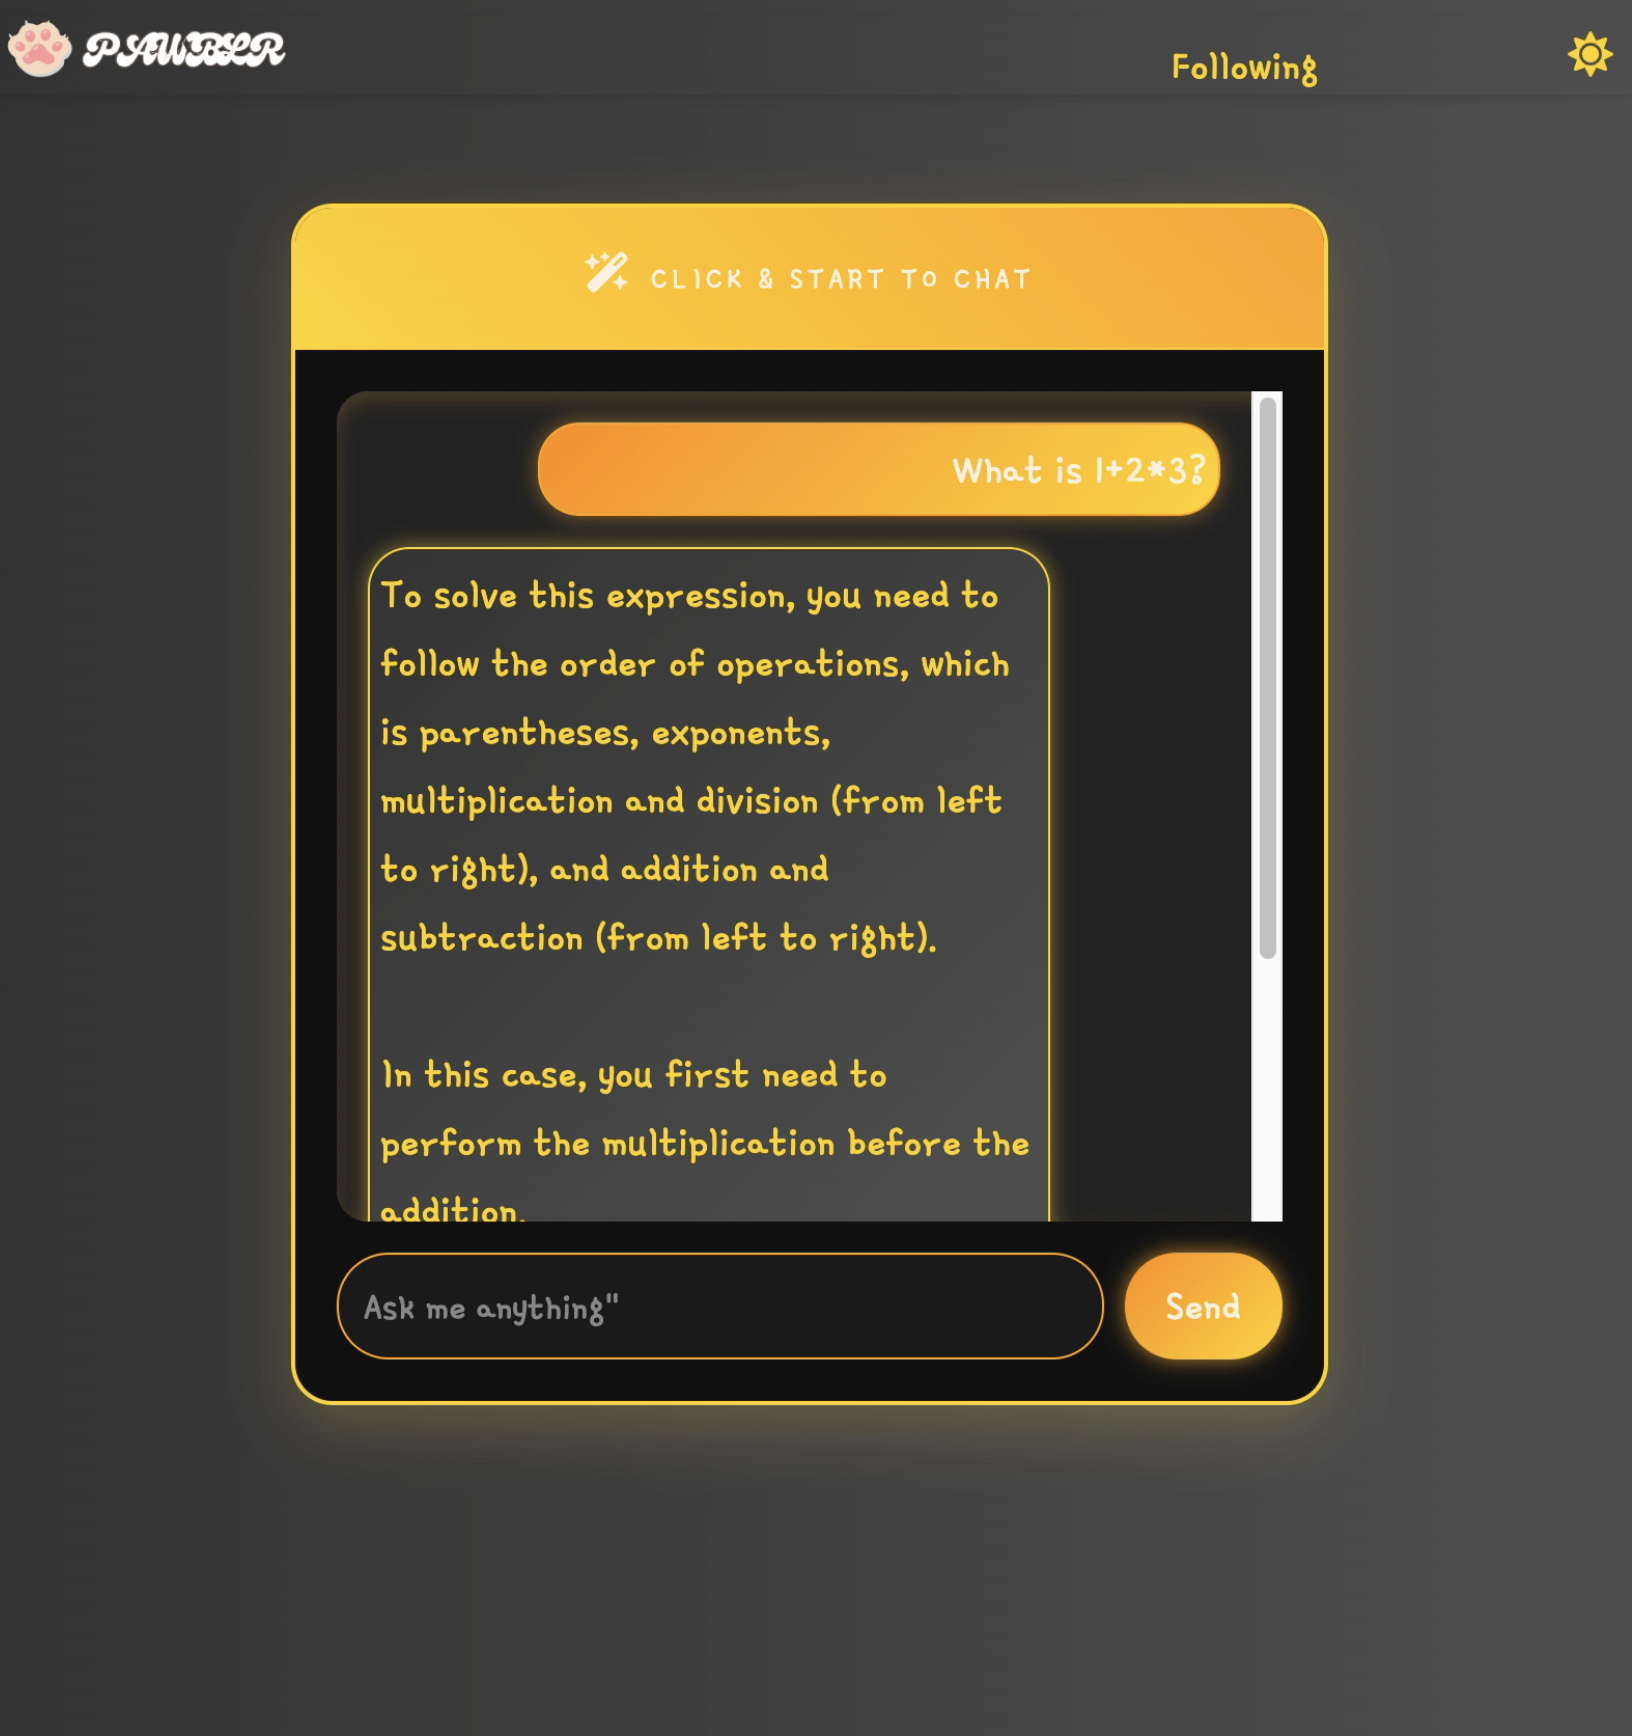 PAWBLR
Following
CLICK & START TO CHAT
What is 1+2*3?
To solve this expression, you need to
follow the order of operations, which
is parentheses, exponents,
multiplication and division (from left
to right), and addition and
subtraction (from left to right).
In this case, you first need to
perform the multiplication before the
addition.
Ask me anything"
Send